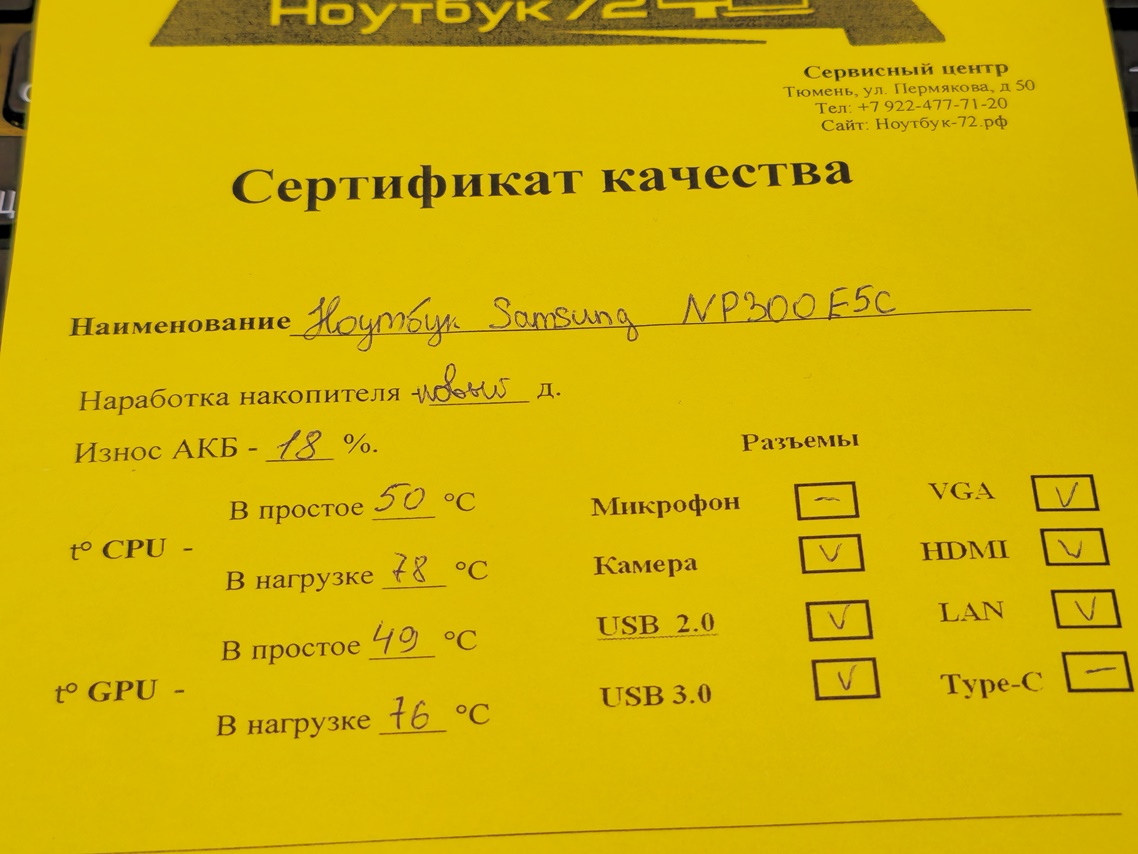 Ноутбук 72
Сервисный центр
Тюмень, ул. Пермякова, д 50
Тел: +7 922-477-71-20
Сайт: Ноутбук-72.рф
Сертификат качества
Наименование Ноутбук Samsung NP300E5C
Наработка накопителя - новый д.
Износ АКБ - 18 %.
Разъемы
t° CPU -
В простое 50 °C
В нагрузке 78 °C
t° GPU -
В простое 49 °C
В нагрузке 76 °C
Микрофон –
Камера V
USB 2.0 V
USB 3.0 V
VGA V
HDMI V
LAN V
Type-C –
Щ